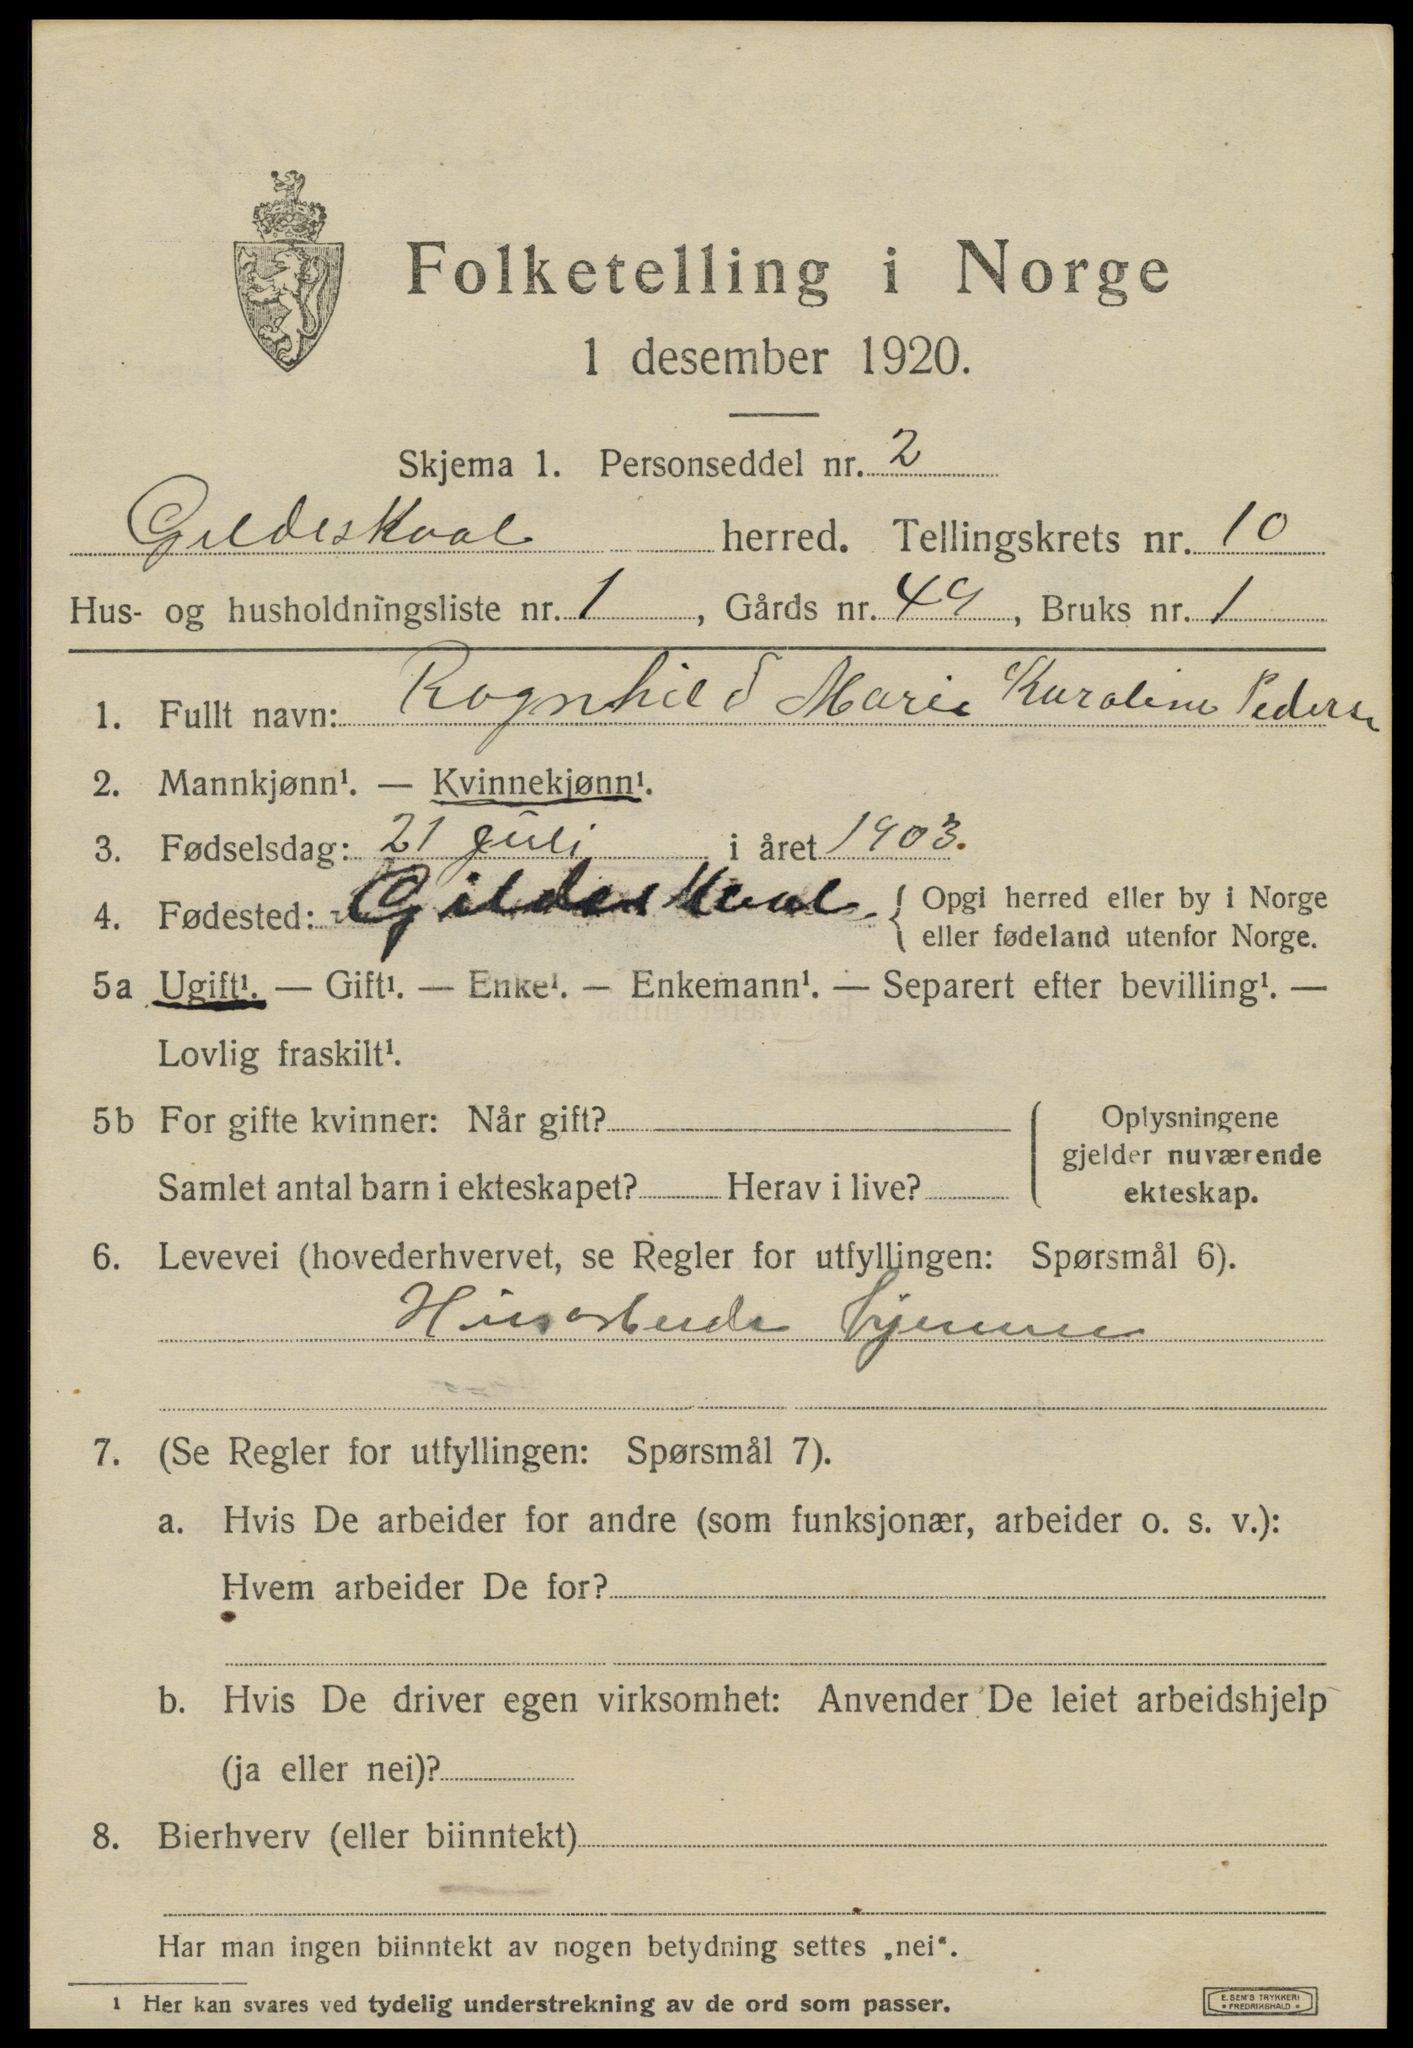 Folketelling i Norge
1 desember 1920.
Skjema 1. Personseddel nr. 2
Gildeskaal herred. Tellingskrets nr. 10
Hus- og husholdningsliste nr. 1, Gårds nr. 49, Bruks nr. 1
1. Fullt navn: Ragnhild Marie Karoline Peders
2. Mannkjønn¹. — Kvinnekjønn¹.
3. Fødselsdag: 21 juli i året 1903.
4. Fødested: Gildeskaal { Opgi herred eller by i Norge
eller fødeland utenfor Norge.
5a Ugift¹. — Gift¹. — Enke¹. — Enkemann¹. — Separert efter bevilling¹. —
Lovlig fraskilt¹.
5b For gifte kvinner: Når gift?
Samlet antal barn i ekteskapet? Herav i live?
Oplysningene
gjelder nuværende
ekteskap.
6. Levevei (hovederhvervet, se Regler for utfyllingen: Spørsmål 6).
Husarbeide hjemme
7. (Se Regler for utfyllingen: Spørsmål 7).
a. Hvis De arbeider for andre (som funksjonær, arbeider o. s. v.):
Hvem arbeider De for?
b. Hvis De driver egen virksomhet: Anvender De leiet arbeidshjelp
(ja eller nei)?
8. Bierhverv (eller biinntekt)
Har man ingen biinntekt av nogen betydning settes „nei“.
1 Her kan svares ved tydelig understrekning av de ord som passer.
E. SEM'S TRYKKERI
• FREDRIKSHALD •